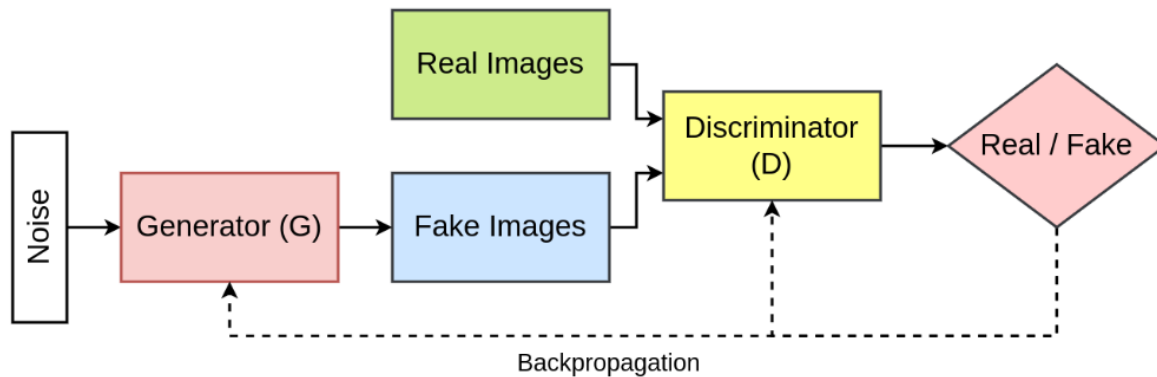 Noise
Generator (G)
Real Images
Fake Images
Discriminator
(D)
Real / Fake
Backpropagation